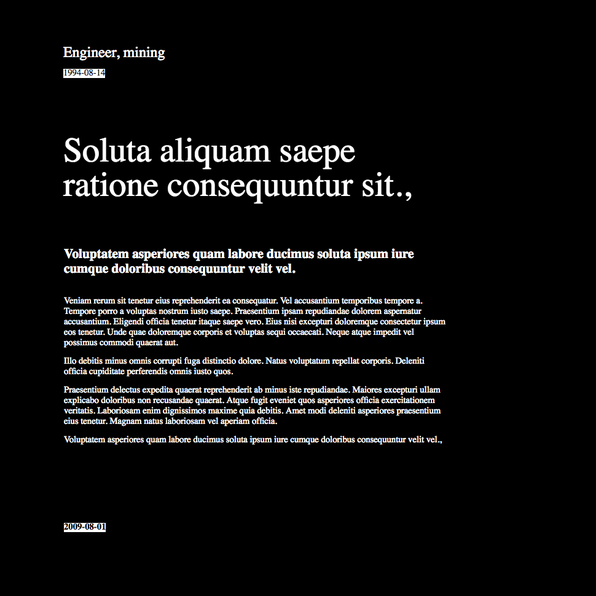 Engineer, mining
1994-08-14
Soluta aliquam saepe
ratione consequuntur sit.,
Voluptatem asperiores quam labore ducimus soluta ipsum iure
cumque doloribus consequuntur velit vel.
Veniam rerum sit tenetur eius reprehenderit ea consequatur. Vel accusantium temporibus tempore a.
Tempore porro a voluptas nostrum iusto saepe. Praesentium ipsam repudiandae dolorem aspernatur
accusantium. Eligendi officia tenetur itaque saepe vero. Eius nisi excepturi doloremque consectetur ipsum
eos tenetur. Unde quae doloremque corporis et voluptas sequi occaecati. Neque atque impedit vel
possimus commodi quaerat aut.
Illo debitis minus omnis corrupti fuga distinctio dolore. Natus voluptatum repellat corporis. Deleniti
officia cupiditate perferendis omnis iusto quos.
Praesentium delectus expedita quaerat reprehenderit ab minus iste repudiandae. Maiores excepturi ullam
explicabo doloribus non recusandae quaerat. Atque fugit eveniet quos asperiores officia exercitationem
veritatis. Laboriosam enim dignissimos maxime quia debitis. Amet modi deleniti asperiores praesentium
eius tenetur. Magnam natus laboriosam vel aperiam officia.
Voluptatem asperiores quam labore ducimus soluta ipsum iure cumque doloribus consequuntur velit vel.,
2009-08-01